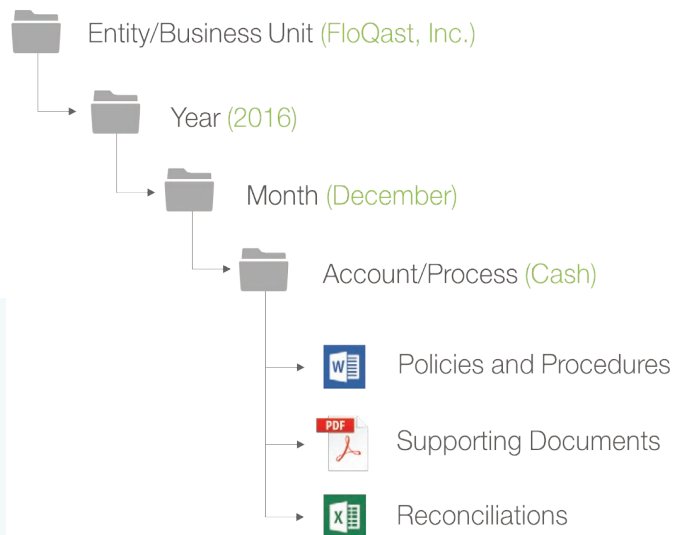 Entity/Business Unit (FloQast, Inc.)
Year (2016)
Month (December)
Account/Process (Cash)
W
Policies and Procedures
PDF
Supporting Documents
X
Reconciliations